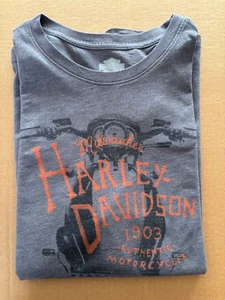 Milwaukee
HARLEY-
DAVIDSON
1903
AUTHENTIC
MOTORCYCLES